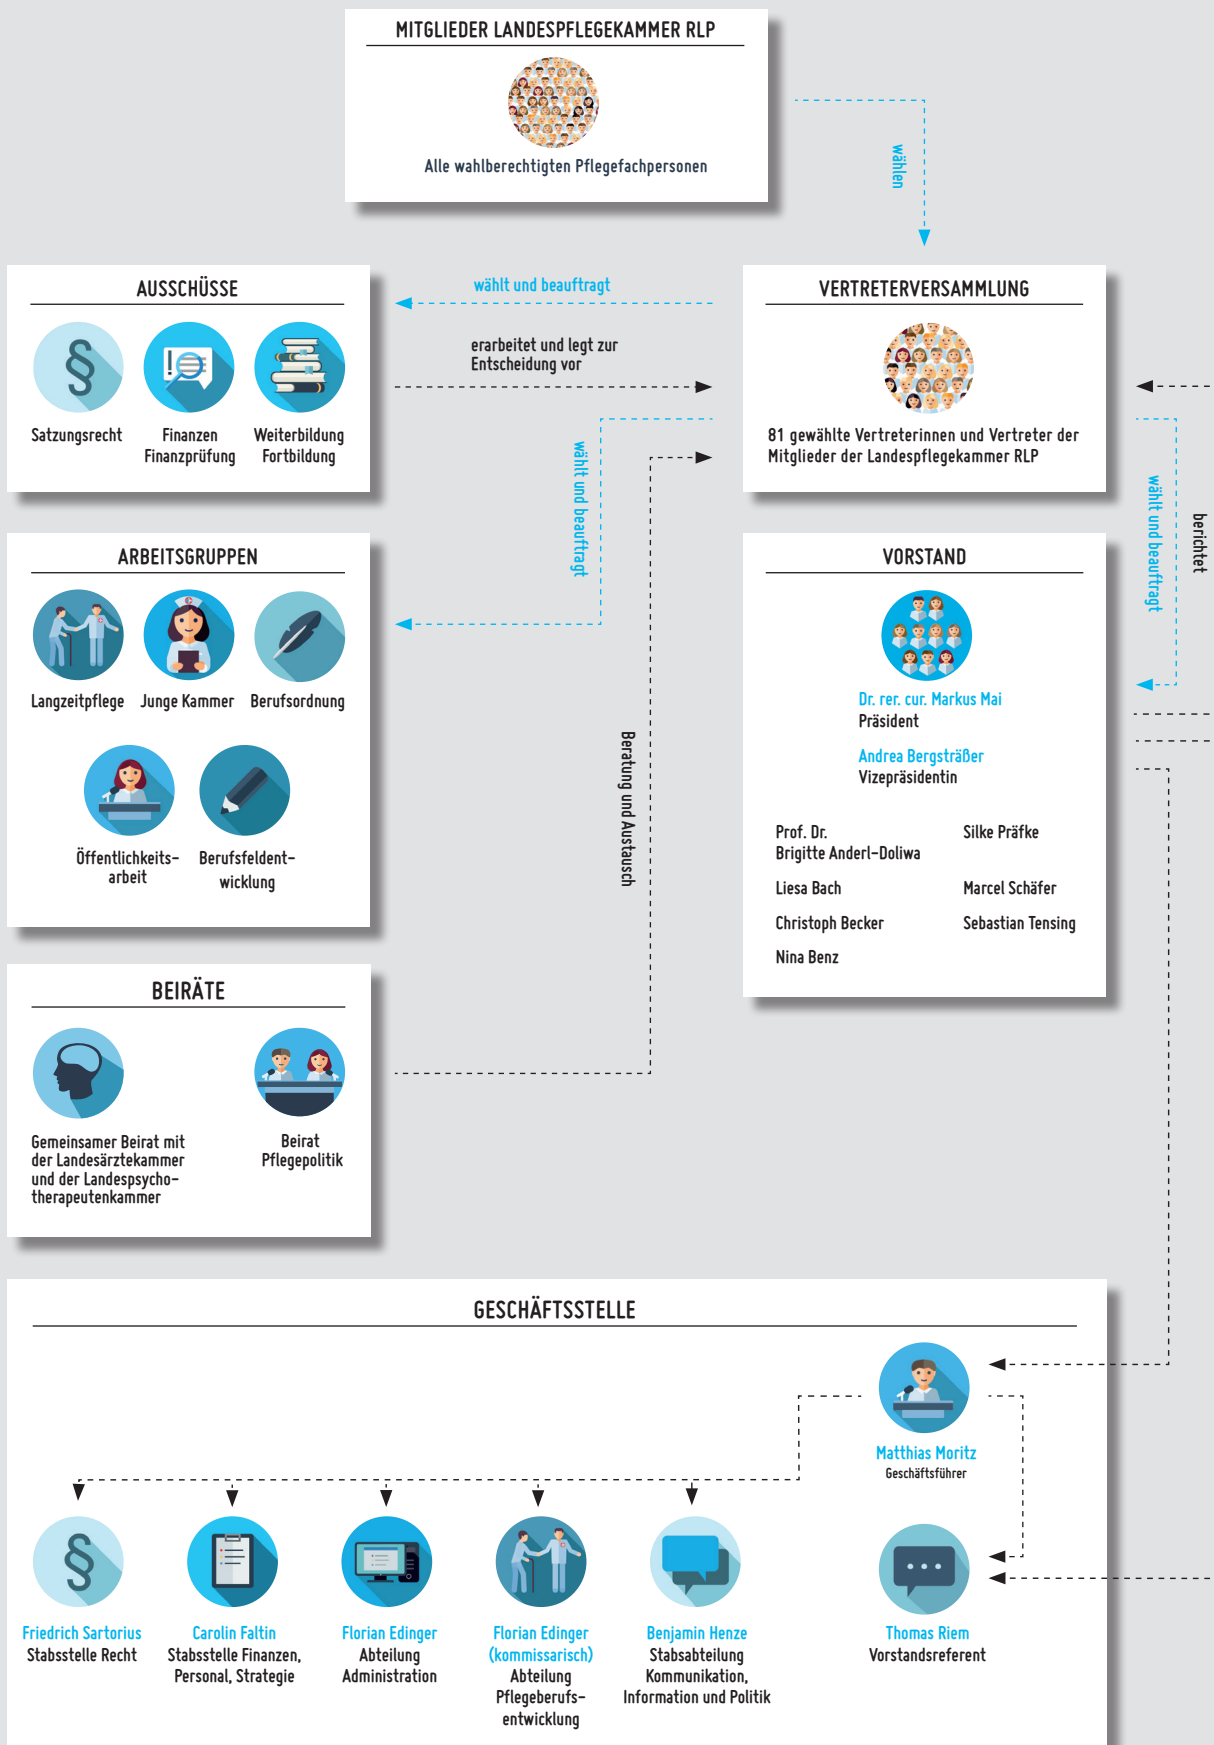 MITGLIEDER LANDESPFLEGEKAMMER RLP
Alle wahlberechtigten Pflegefachpersonen
wählen
AUSSCHÜSSE
§
Satzungsrecht
Finanzen
Finanzprüfung
Weiterbildung
Fortbildung
wählt und beauftragt
erarbeitet und legt zur
Entscheidung vor
VERTRETERVERSAMMLUNG
81 gewählte Vertreterinnen und Vertreter der
Mitglieder der Landespflegekammer RLP
wählt und beauftragt
wählt und beauftragt
berichtet
ARBEITSGRUPPEN
Langzeitpflege
Junge Kammer
Berufsordnung
Öffentlichkeits-
arbeit
Berufsfeldent-
wicklung
Beratung und Austausch
VORSTAND
Dr. rer. cur. Markus Mai
Präsident
Andrea Bergsträßer
Vizepräsidentin
Prof. Dr.
Brigitte Anderl-Doliwa
Liesa Bach
Christoph Becker
Nina Benz
Silke Präfke
Marcel Schäfer
Sebastian Tensing
BEIRÄTE
Gemeinsamer Beirat mit
der Landesärztekammer
und der Landespsycho-
therapeutenkammer
Beirat
Pflegepolitik
GESCHÄFTSSTELLE
Matthias Moritz
Geschäftsführer
§
Friedrich Sartorius
Stabsstelle Recht
Carolin Faltin
Stabsstelle Finanzen,
Personal, Strategie
Florian Edinger
Abteilung
Administration
Florian Edinger
(kommissarisch)
Abteilung
Pflegeberufs-
entwicklung
Benjamin Henze
Stabsabteilung
Kommunikation,
Information und Politik
Thomas Riem
Vorstandsreferent